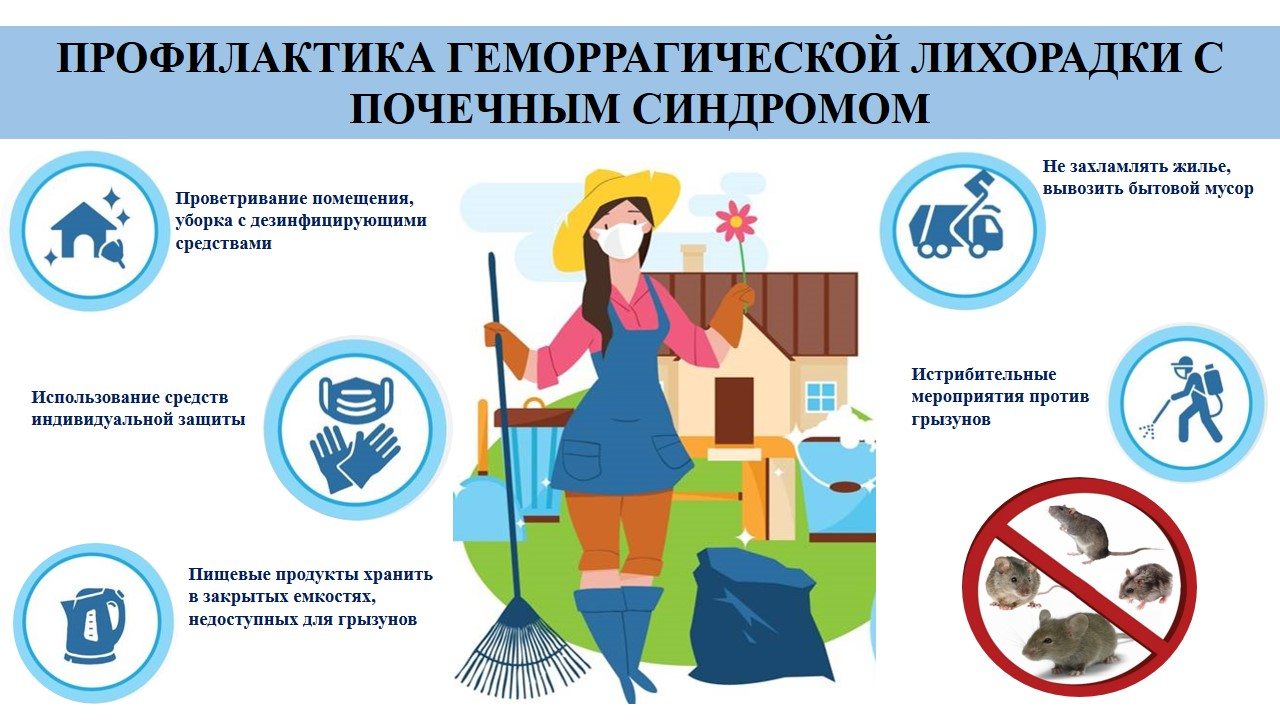 ПРОФИЛАКТИКА ГЕМОРРАГИЧЕСКОЙ ЛИХОРАДКИ С
ПОЧЕЧНЫМ СИНДРОМОМ
Проветривание помещения,
уборка с дезинфицирующими
средствами
Использование средств
индивидуальной защиты
Пищевые продукты хранить
в закрытых емкостях,
недоступных для грызунов
Не захламлять жилье,
вывозить бытовой мусор
Истрибительные
мероприятия против
грызунов